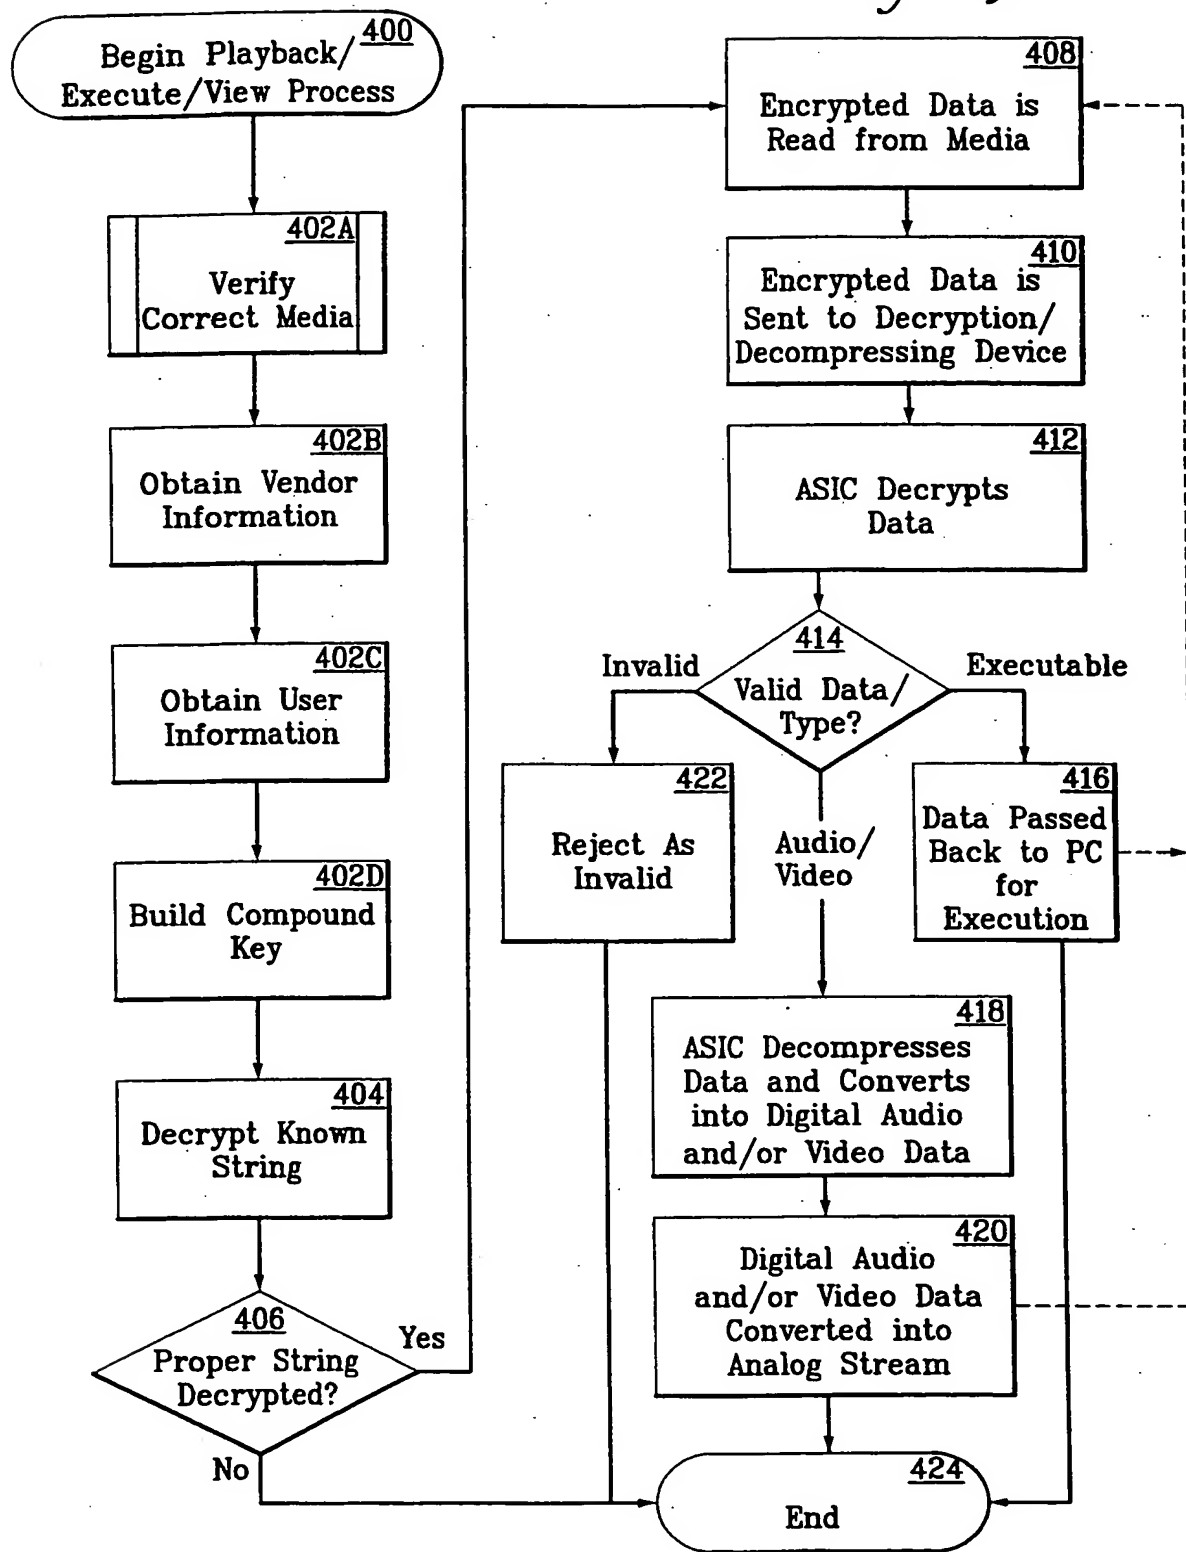 400
Begin Playback/
Execute/View Process
402A
Verify
Correct Media
402B
Obtain Vendor
Information
402C
Obtain User
Information
402D
Build Compound
Key
404
Decrypt Known
String
406
Proper String
Decrypted?
Yes
No
408
Encrypted Data is
Read from Media
410
Encrypted Data is
Sent to Decryption/
Decompressing Device
412
ASIC Decrypts
Data
414
Valid Data/
Type?
Invalid
Executable
Audio/
Video
422
Reject As
Invalid
416
Data Passed
Back to PC
for
Execution
418
ASIC Decompresses
Data and Converts
into Digital Audio
and/or Video Data
420
Digital Audio
and/or Video Data
Converted into
Analog Stream
424
End